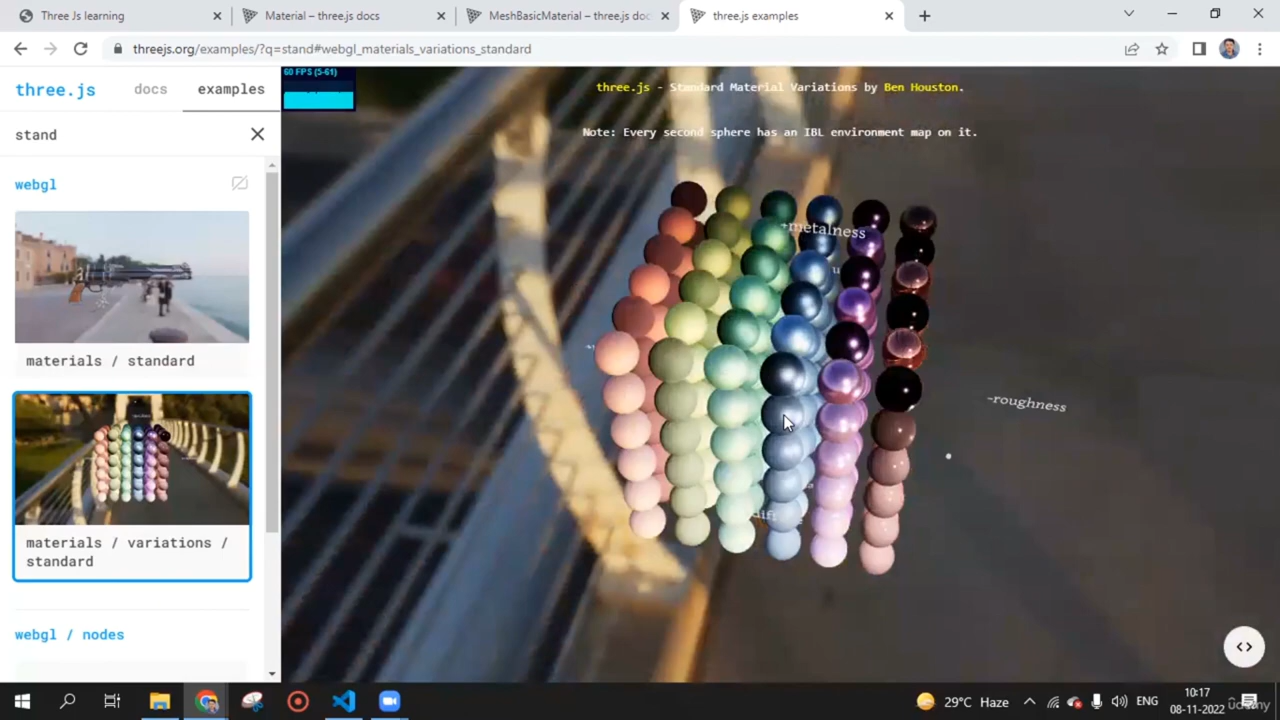 Three Js learning
Material – three.js docs
MeshBasicMaterial – three.js doc
three.js examples
threejs.org/examples/?q=stand#webgl_materials_variations_standard
three.js
docs
examples
stand
webgl
materials / standard
materials / variations /
standard
webgl / nodes
60 FPS (5-61)
three.js - Standard Material Variations by Ben Houston.
Note: Every second sphere has an IBL environment map on it.
+metalness
-roughness
29°C Haze
ENG
10:17
08-11-2022
Udemy